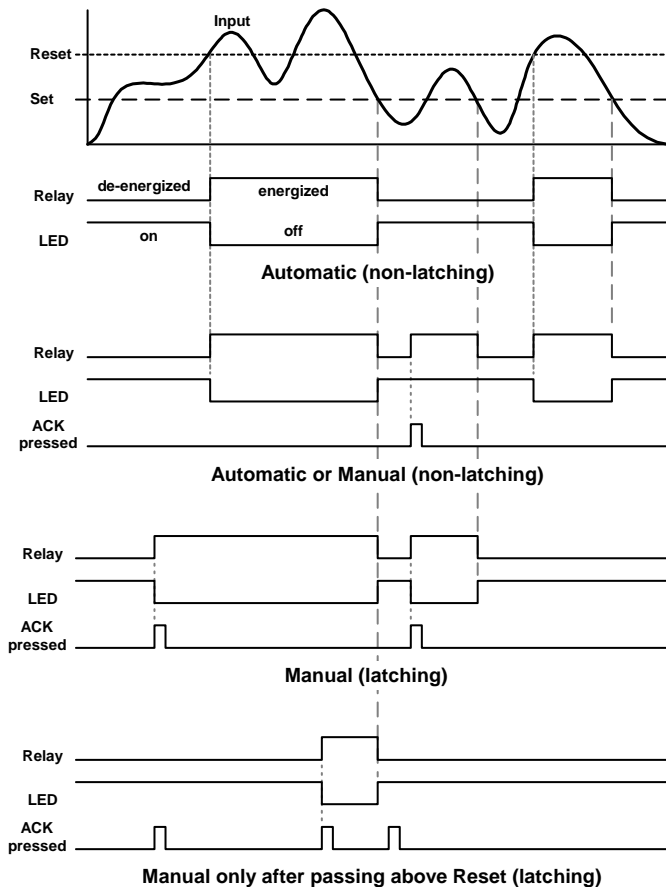 Input
Reset
Set
de-energized energized
Relay
LED on off
Automatic (non-latching)
Relay
LED
ACK
pressed
Automatic or Manual (non-latching)
Relay
LED
ACK
pressed
Manual (latching)
Relay
LED
ACK
pressed
Manual only after passing above Reset (latching)